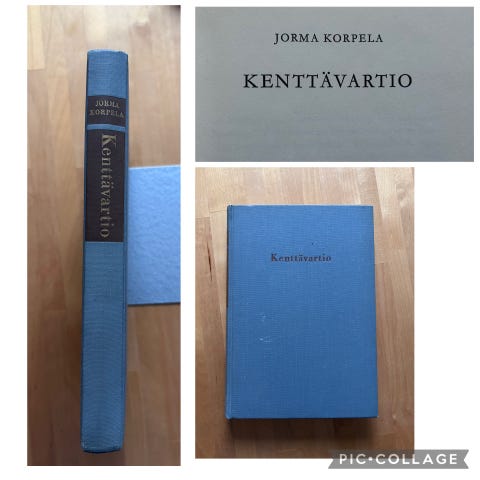 JORMA
KORPELA
Kenttävartio
JORMA KORPELA
KENTTÄVARTIO
Kenttävartio
PIC•COLLAGE